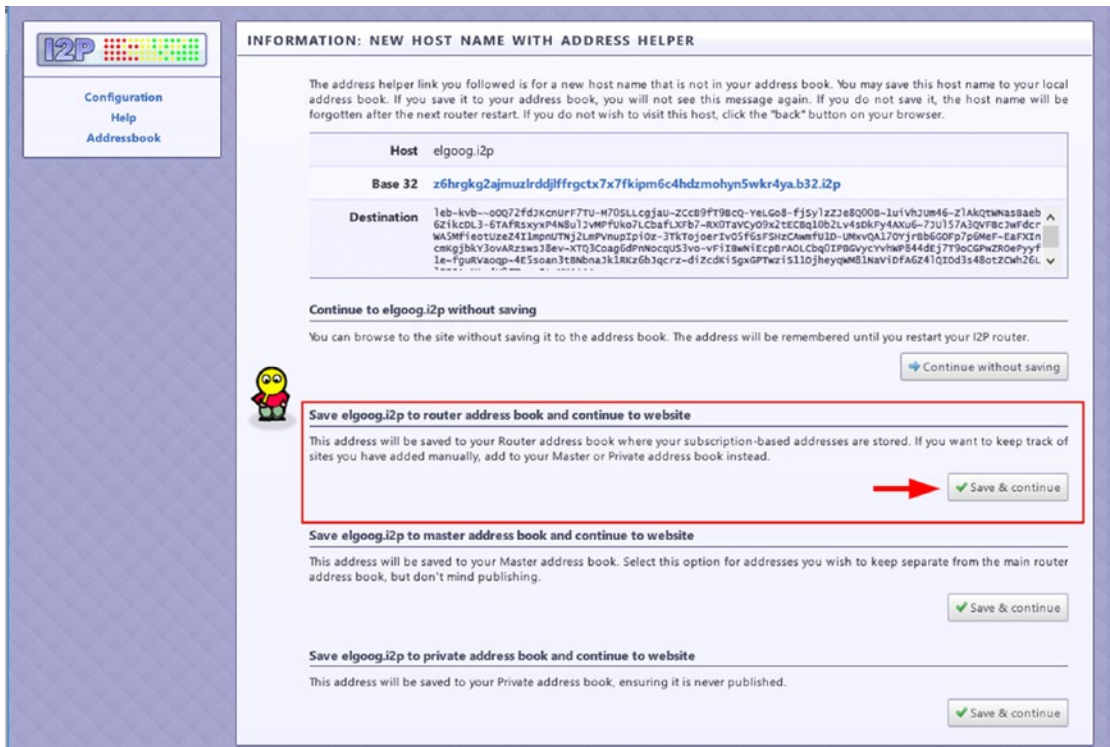 I2P
Configuration
Help
Addressbook
INFORMATION: NEW HOST NAME WITH ADDRESS HELPER
The address helper link you followed is for a new host name that is not in your address book. You may save this host name to your local
address book. If you save it to your address book, you will not see this message again. If you do not save it, the host name will be
forgotten after the next router restart. If you do not wish to visit this host, click the "back" button on your browser.
Host elgoog.i2p
Base 32 z6hrgkg2ajmuzlrddjlffrgctx7x7fkipm6c4hdzmohyn5wkr4ya.b32.i2p
Destination
Continue to elgoog.i2p without saving
You can browse to the site without saving it to the address book. The address will be remembered until you restart your I2P router.
Continue without saving
Save elgoog.i2p to router address book and continue to website
This address will be saved to your Router address book where your subscription-based addresses are stored. If you want to keep track of
sites you have added manually, add to your Master or Private address book instead.
Save & continue
Save elgoog.i2p to master address book and continue to website
This address will be saved to your Master address book. Select this option for addresses you wish to keep separate from the main router
address book, but don't mind publishing.
Save & continue
Save elgoog.i2p to private address book and continue to website
This address will be saved to your Private address book, ensuring it is never published.
Save & continue